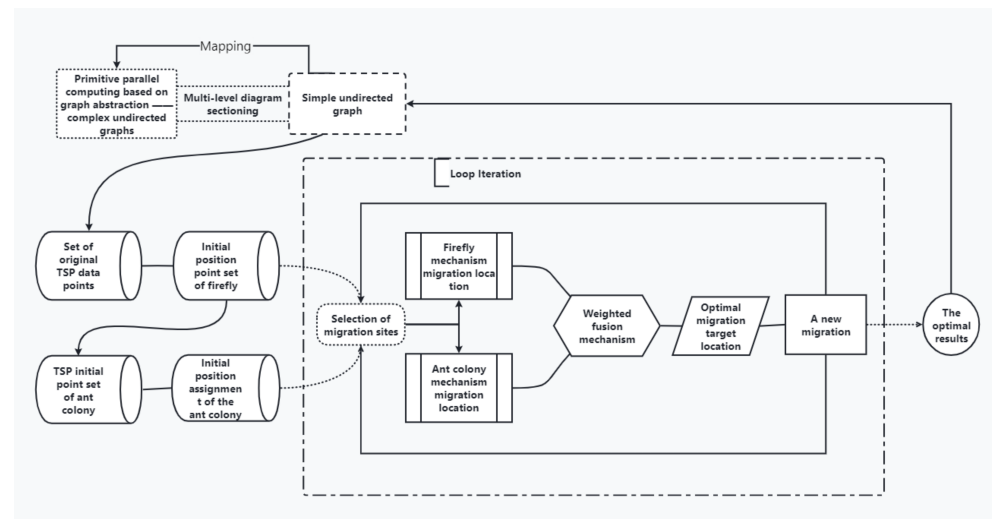 Mapping
Primitive parallel
computing based on
graph abstraction ——
complex undirected
graphs
Multi-level diagram
sectioning
Simple undirected
graph
Loop Iteration
Set of
original
TSP data
points
Initial
position
point set
of firefly
Firefly
mechanism
migration loca
tion
Selection of
migration sites
Weighted
fusion
mechanism
Optimal
migration
target
location
A new
migration
The
optimal
results
TSP initial
point set
of ant
colony
Initial
position
assignmen
t of the
ant colony
Ant colony
mechanism
migration
location